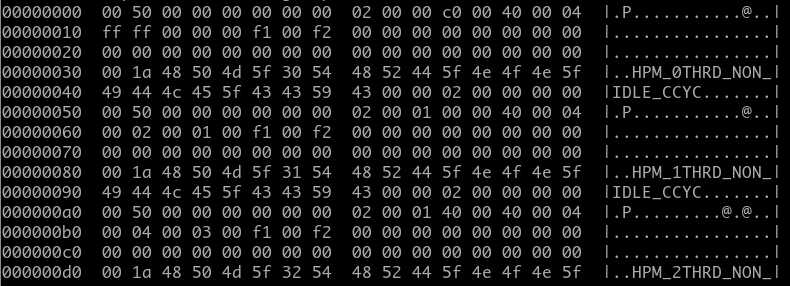 00000000  00 50 00 00 00 00 00 00  02 00 00 c0 00 40 00 04  |.P...........@..|
00000010  ff ff 00 00 00 f1 00 f2  00 00 00 00 00 00 00 00  |................|
00000020  00 00 00 00 00 00 00 00  00 00 00 00 00 00 00 00  |................|
00000030  00 1a 48 50 4d 5f 30 54  48 52 44 5f 4e 4f 4e 5f  |..HPM_0THRD_NON_|
00000040  49 44 4c 45 5f 43 43 59  43 00 00 02 00 00 00 00  |IDLE_CCYC.......|
00000050  00 50 00 00 00 00 00 00  02 00 01 00 00 40 00 04  |.P...........@..|
00000060  00 02 00 01 00 f1 00 f2  00 00 00 00 00 00 00 00  |................|
00000070  00 00 00 00 00 00 00 00  00 00 00 00 00 00 00 00  |................|
00000080  00 1a 48 50 4d 5f 31 54  48 52 44 5f 4e 4f 4e 5f  |..HPM_1THRD_NON_|
00000090  49 44 4c 45 5f 43 43 59  43 00 00 02 00 00 00 00  |IDLE_CCYC.......|
000000a0  00 50 00 00 00 00 00 00  02 00 01 40 00 40 00 04  |.P.........@.@..|
000000b0  00 04 00 03 00 f1 00 f2  00 00 00 00 00 00 00 00  |................|
000000c0  00 00 00 00 00 00 00 00  00 00 00 00 00 00 00 00  |................|
000000d0  00 1a 48 50 4d 5f 32 54  48 52 44 5f 4e 4f 4e 5f  |..HPM_2THRD_NON_|